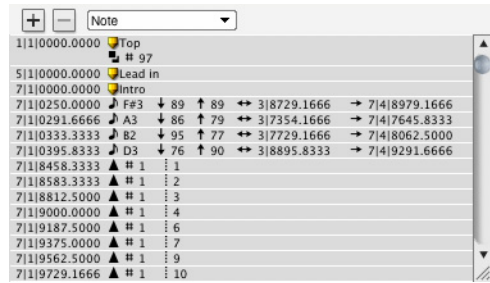 Note
1|1|0000.0000 Top
# 97
5|1|0000.0000 Lead in
7|1|0000.0000 Intro
7|1|0250.0000 F#3 89 89 3|8729.1666 7|4|8979.1666
7|1|0291.6666 A3 86 79 3|7354.1666 7|4|7645.8333
7|1|0333.3333 B2 95 77 3|7729.1666 7|4|8062.5000
7|1|0395.8333 D3 76 90 3|8895.8333 7|4|9291.6666
7|1|8458.3333 # 1 1
7|1|8583.3333 # 1 2
7|1|8812.5000 # 1 3
7|1|9000.0000 # 1 4
7|1|9187.5000 # 1 6
7|1|9375.0000 # 1 7
7|1|9562.5000 # 1 9
7|1|9729.1666 # 1 10